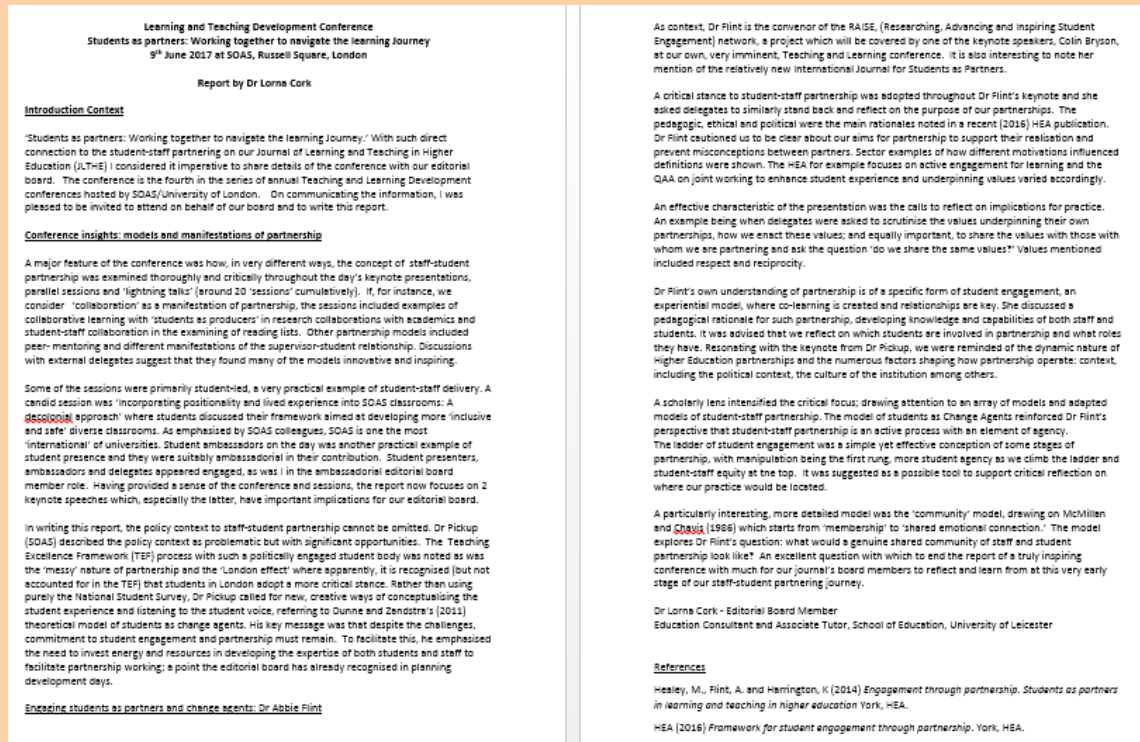 Learning and Teaching Development Conference
Students as partners: Working together to navigate the learning Journey
9th June 2017 at SOAS, Russell Square, London
Report by Dr Lorna Cork
Introduction Context
'Students as partners: Working together to navigate the learning Journey.' With such direct
connection to the student-staff partnering on our Journal of Learning and Teaching in Higher
Education (JLTHE) I considered it imperative to share details of the conference with our editorial
board. The conference is the fourth in the series of annual Teaching and Learning Development
conferences hosted by SOAS/University of London. On communicating the information, I was
pleased to be invited to attend on behalf of our board and to write this report.
Conference insights: models and manifestations of partnership
A major feature of the conference was how, in very different ways, the concept of staff-student
partnership was examined thoroughly and critically throughout the day's keynote presentations,
parallel sessions and 'lightning talks' (around 20 'sessions' cumulatively). If, for instance, we
consider 'collaboration' as a manifestation of partnership, the sessions included examples of
collaborative learning with 'students as producers' in research collaborations with academics and
student-staff collaboration in the examining of reading lists. Other partnership models included
peer- mentoring and different manifestations of the supervisor-student relationship. Discussions
with external delegates suggest that they found many of the models innovative and inspiring.
Some of the sessions were primarily student-led, a very practical example of student-staff delivery. A
candid session was 'Incorporating positionality and lived experience into SOAS classrooms: A
decolonial approach' where students discussed their framework aimed at developing more 'inclusive
and safe' diverse classrooms. As emphasised by SOAS colleagues, SOAS is one the most
'international' of universities. Student ambassadors on the day was another practical example of
student presence and they were suitably ambassadorial in their contribution. Student presenters,
ambassadors and delegates appeared engaged, as was I in the ambassadorial editorial board
member role. Having provided a sense of the conference and sessions, the report now focuses on 2
keynote speeches which, especially the latter, have important implications for our editorial board.
In writing this report, the policy context to staff-student partnership cannot be omitted. Dr Pickup
(SOAS) described the policy context as problematic but with significant opportunities. The Teaching
Excellence Framework (TEF) process with such a politically engaged student body was noted as was
the 'messy' nature of partnership and the 'London effect' where apparently, it is recognised (but not
accounted for in the TEF) that students in London adopt a more critical stance. Rather than using
purely the National Student Survey, Dr Pickup called for new, creative ways of conceptualising the
student experience and listening to the student voice, referring to Dunne and Zandstra's (2011)
theoretical model of students as change agents. His key message was that despite the challenges,
commitment to student engagement and partnership must remain. To facilitate this, he emphasised
the need to invest energy and resources in developing the expertise of both students and staff to
facilitate partnership working; a point the editorial board has already recognised in planning
development days.
Engaging students as partners and change agents: Dr Abbie Flint
As context, Dr Flint is the convenor of the RAISE, (Researching, Advancing and Inspiring Student
Engagement) network, a project which will be covered by one of the keynote speakers, Colin Bryson,
at our own, very imminent, Teaching and Learning conference. It is also interesting to note her
mention of the relatively new International Journal for Students as Partners.
A critical stance to student-staff partnership was adopted throughout Dr Flint's keynote and she
asked delegates to similarly stand back and reflect on the purpose of our partnerships. The
pedagogic, ethical and political were the main rationales noted in a recent (2016) HEA publication.
Dr Flint cautioned us to be clear about our aims for partnership to support their realisation and
prevent misconceptions between partners. Sector examples of how different motivations influenced
definitions were shown. The HEA for example focuses on active engagement for learning and the
QAA on joint working to enhance student experience and underpinning values varied accordingly.
An effective characteristic of the presentation was the calls to reflect on implications for practice.
An example being when delegates were asked to scrutinise the values underpinning their own
partnerships, how we enact these values; and equally important, to share the values with those with
whom we are partnering and ask the question 'do we share the same values?' Values mentioned
included respect and reciprocity.
Dr Flint's own understanding of partnership is of a specific form of student engagement, an
experiential model, where co-learning is created and relationships are key. She discussed a
pedagogical rationale for such partnership, developing knowledge and capabilities of both staff and
students. It was advised that we reflect on which students are involved in partnership and what roles
they have. Resonating with the keynote from Dr Pickup, we were reminded of the dynamic nature of
Higher Education partnerships and the numerous factors shaping how partnership operate: context,
including the political context, the culture of the institution among others.
A scholarly lens intensified the critical focus; drawing attention to an array of models and adapted
models of student-staff partnership. The model of students as Change Agents reinforced Dr Flint's
perspective that student-staff partnership is an active process with an element of agency.
The ladder of student engagement was a simple yet effective conception of some stages of
partnership, with manipulation being the first rung, more student agency as we climb the ladder and
student-staff equity at the top. It was suggested as a possible tool to support critical reflection on
where our practice would be located.
A particularly interesting, more detailed model was the 'community' model, drawing on McMillan
and Chavis (1986) which starts from 'membership' to 'shared emotional connection.' The model
explores Dr Flint's question: what would a genuine shared community of staff and student
partnership look like? An excellent question with which to end the report of a truly inspiring
conference with much for our journal's board members to reflect and learn from at this very early
stage of our staff-student partnering journey.
Dr Lorna Cork - Editorial Board Member
Education Consultant and Associate Tutor, School of Education, University of Leicester
References
Healey, M., Flint, A. and Harrington, K (2014) Engagement through partnership. Students as partners
in learning and teaching in higher education York, HEA.
HEA (2016) Framework for student engagement through partnership. York, HEA.